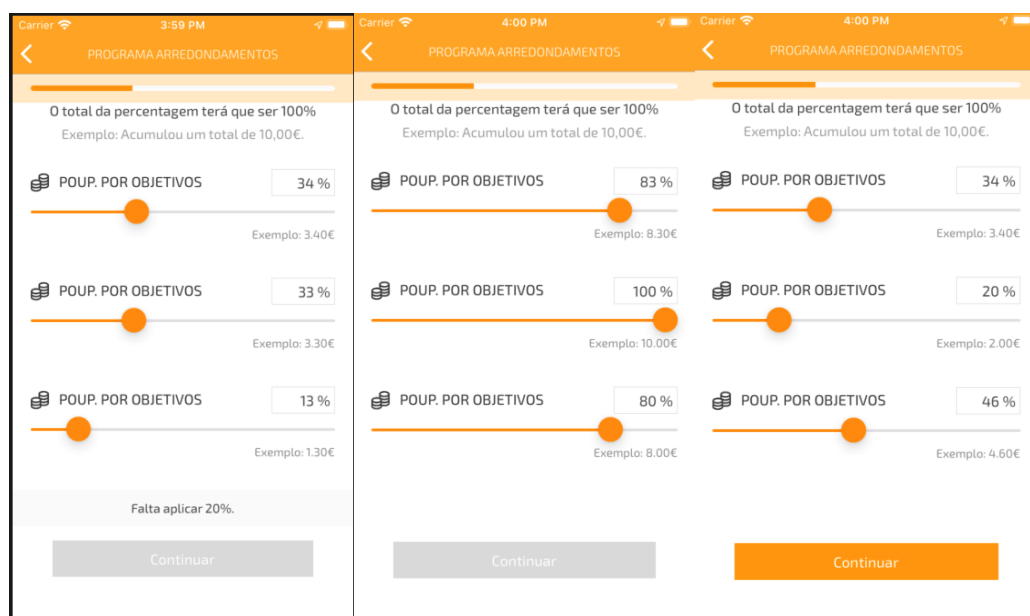 Carrier 3:59 PM
PROGRAMA ARREDONDAMENTOS
O total da percentagem terá que ser 100%
Exemplo: Acumulou um total de 10,00€.
POUP. POR OBJETIVOS 34 %
Exemplo: 3.40€
POUP. POR OBJETIVOS 33 %
Exemplo: 3.30€
POUP. POR OBJETIVOS 13 %
Exemplo: 1.30€
Falta aplicar 20%.
Continuar
Carrier 4:00 PM
PROGRAMA ARREDONDAMENTOS
O total da percentagem terá que ser 100%
Exemplo: Acumulou um total de 10,00€.
POUP. POR OBJETIVOS 83 %
Exemplo: 8.30€
POUP. POR OBJETIVOS 100 %
Exemplo: 10.00€
POUP. POR OBJETIVOS 80 %
Exemplo: 8.00€
Continuar
Carrier 4:00 PM
PROGRAMA ARREDONDAMENTOS
O total da percentagem terá que ser 100%
Exemplo: Acumulou um total de 10,00€.
POUP. POR OBJETIVOS 34 %
Exemplo: 3.40€
POUP. POR OBJETIVOS 20 %
Exemplo: 2.00€
POUP. POR OBJETIVOS 46 %
Exemplo: 4.60€
Continuar